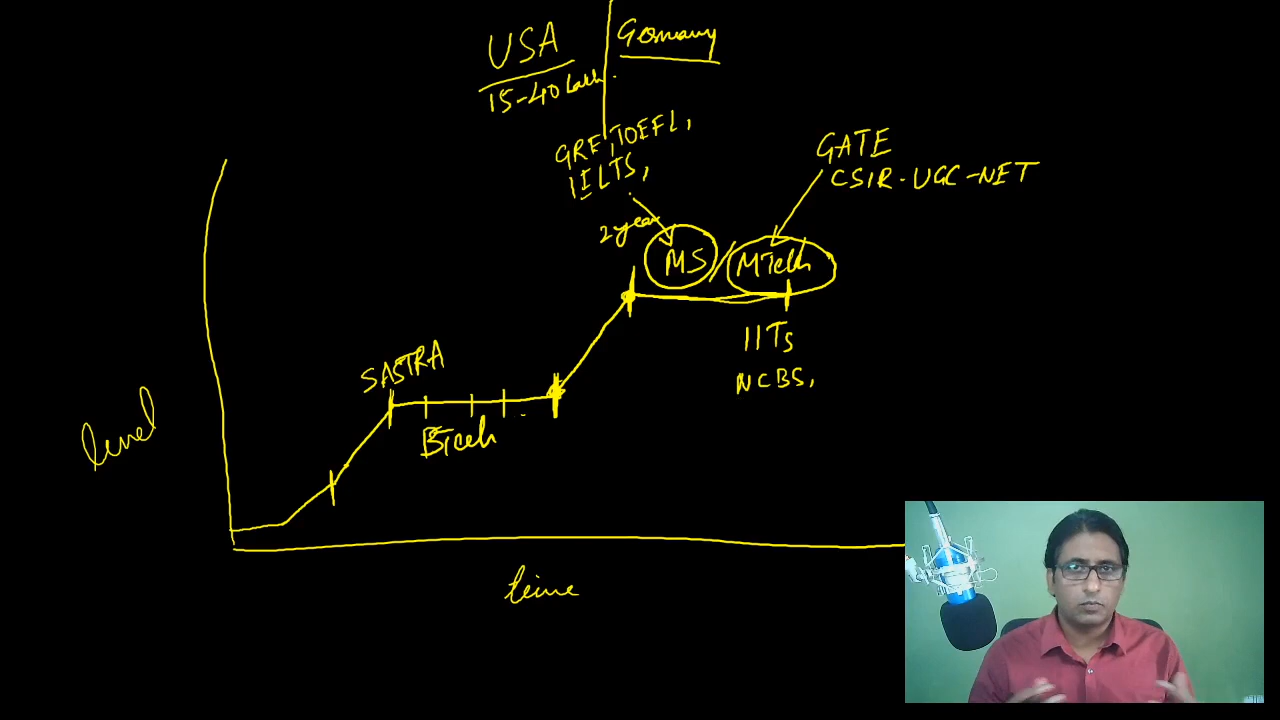 USA
15-40 Lakh
Germany
GRE, TOEFL,
IELTS,
GATE
CSIR-UGC-NET
2 year
MS / MTech
IITs
NCBS,
SASTRA
BTech
level
time